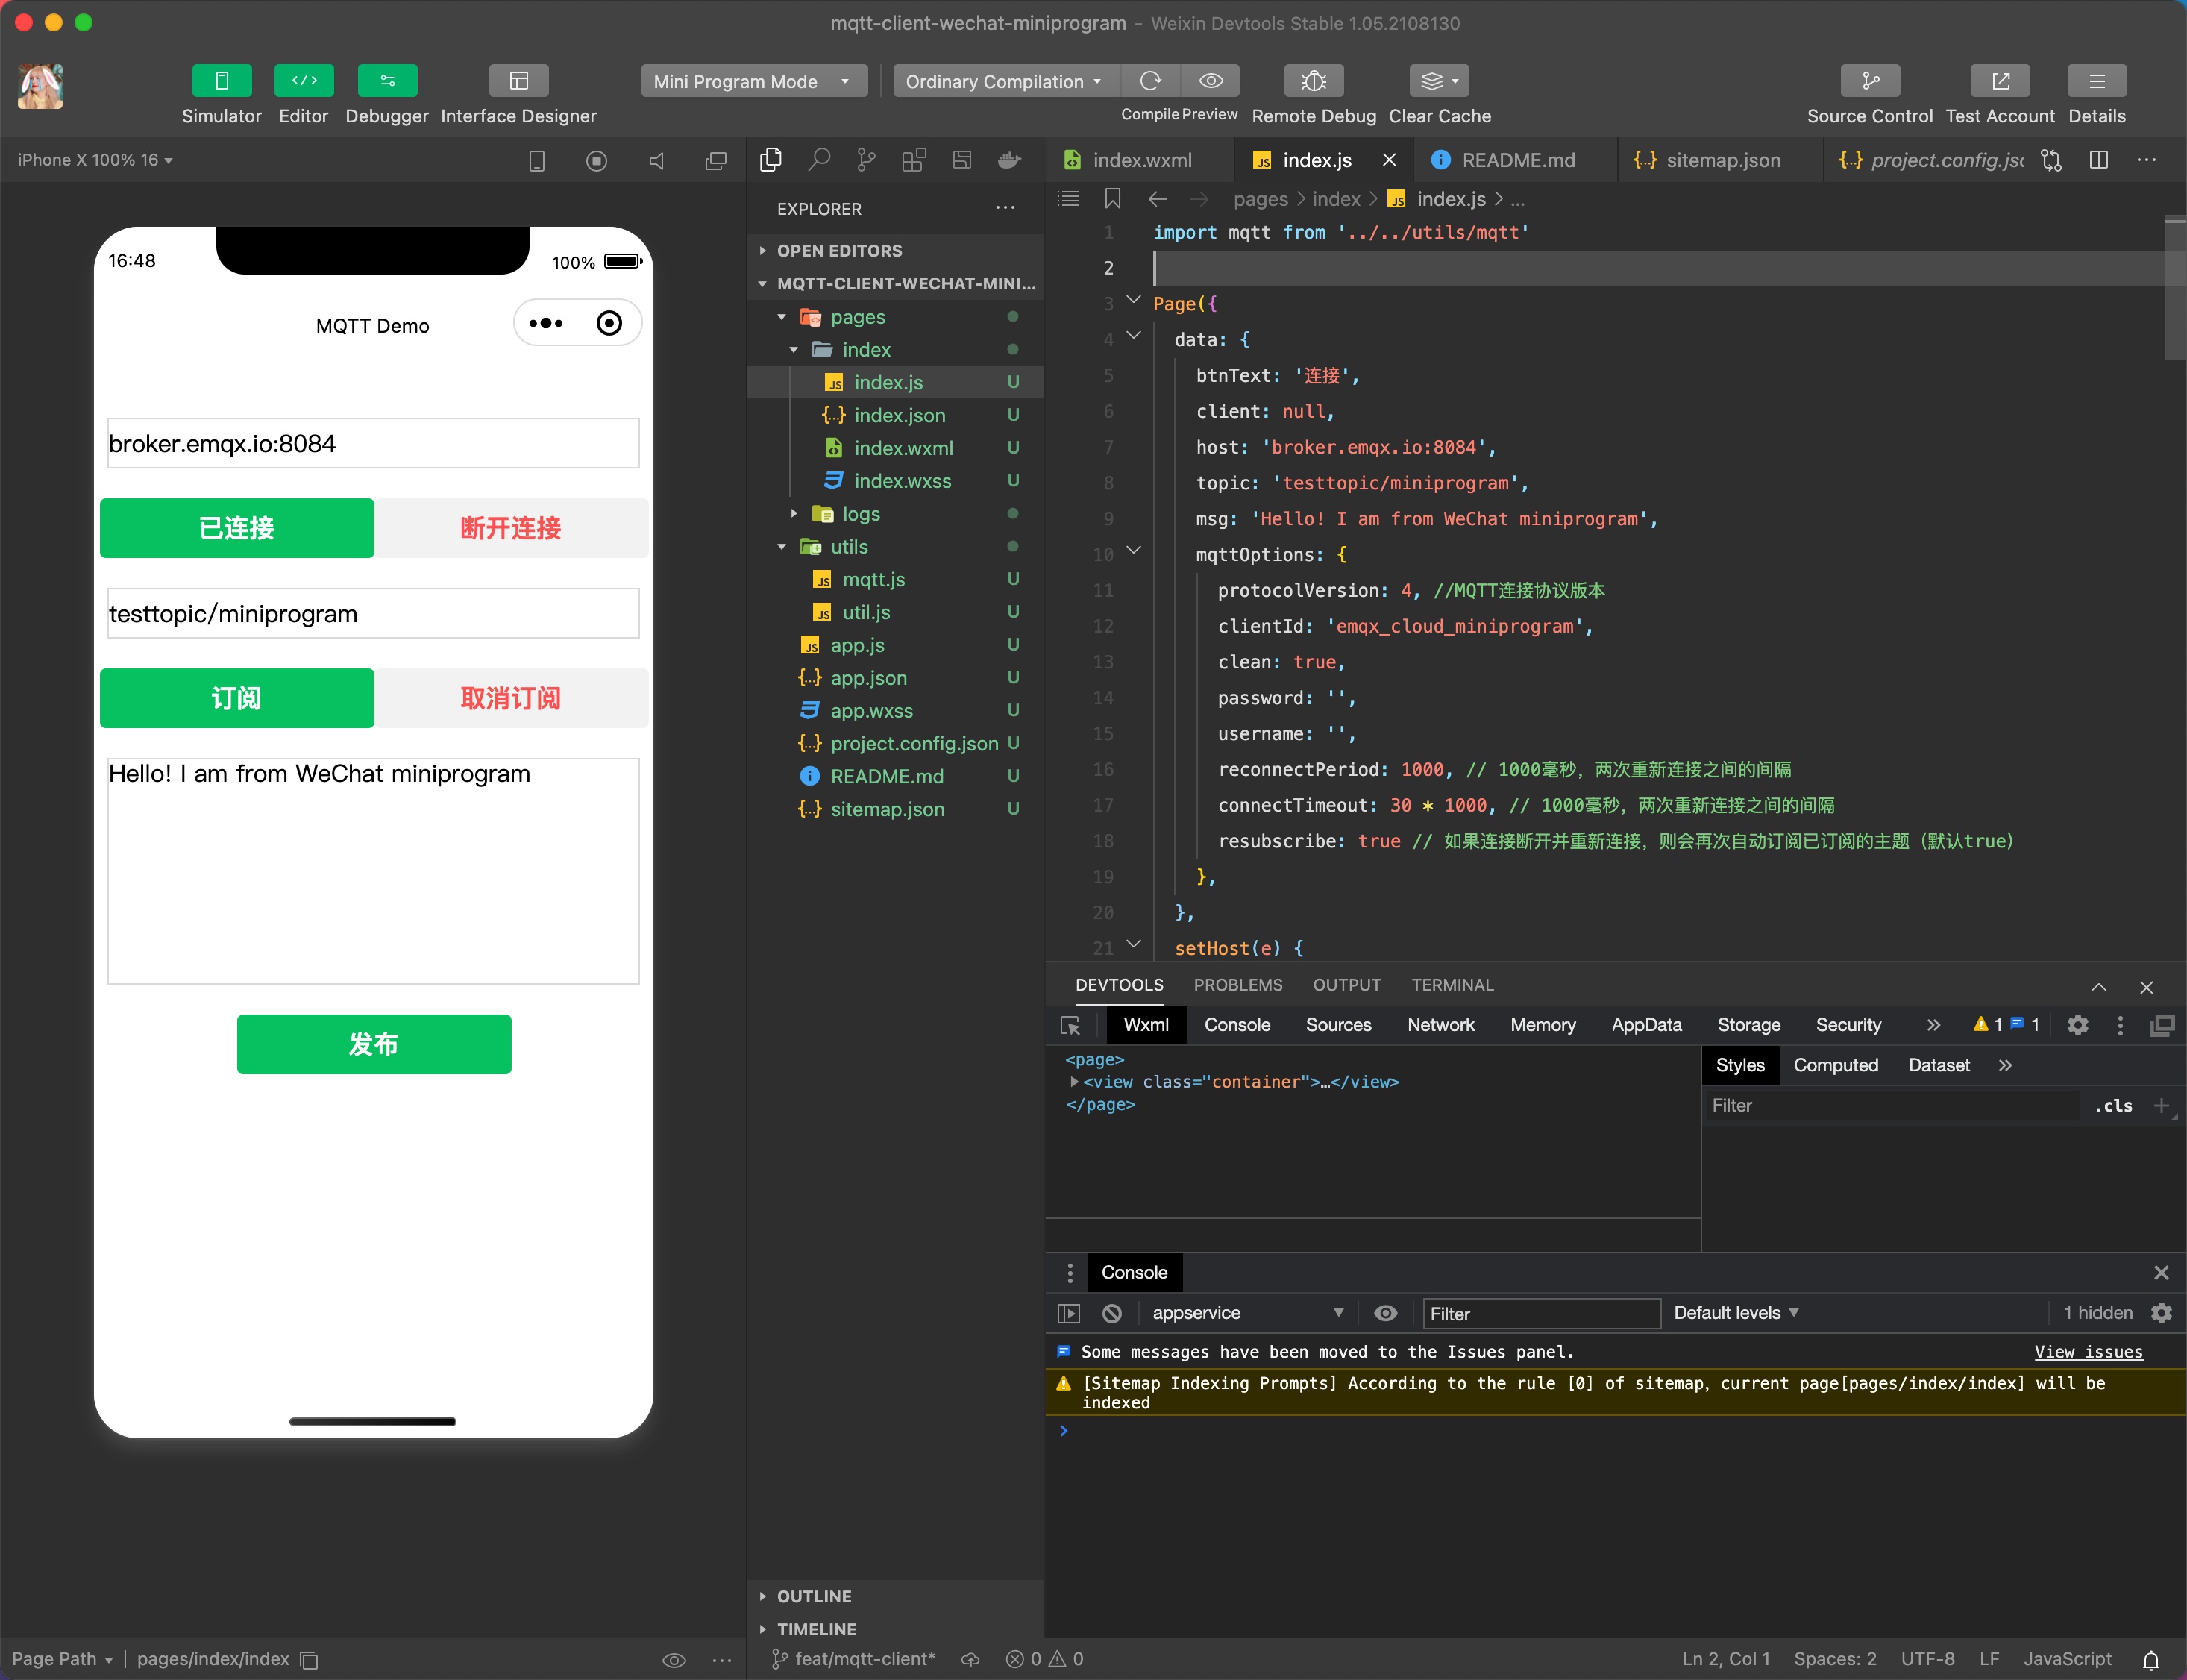 mqtt-client-wechat-miniprogram - Weixin Devtools Stable 1.05.2108130
Simulator Editor Debugger Interface Designer
Mini Program Mode
Ordinary Compilation
Compile Preview Remote Debug Clear Cache
Source Control Test Account Details
iPhone X 100% 16
16:48
100%
MQTT Demo
broker.emqx.io:8084
已连接 断开连接
testtopic/miniprogram
订阅 取消订阅
Hello! I am from WeChat miniprogram
发布
Page Path pages/index/index
EXPLORER
OPEN EDITORS
MQTT-CLIENT-WECHAT-MINI...
pages
index
index.js U
index.json U
index.wxml U
index.wxss U
logs
utils
mqtt.js U
util.js U
app.js U
app.json U
app.wxss U
project.config.json U
README.md U
sitemap.json U
OUTLINE
TIMELINE
feat/mqtt-client* 0 0
index.wxml index.js README.md sitemap.json project.config.jsc
pages > index > index.js > ...
1 import mqtt from '../../utils/mqtt'
2
3 Page({
4 data: {
5 btnText: '连接',
6 client: null,
7 host: 'broker.emqx.io:8084',
8 topic: 'testtopic/miniprogram',
9 msg: 'Hello! I am from WeChat miniprogram',
10 mqttOptions: {
11 protocolVersion: 4, //MQTT连接协议版本
12 clientId: 'emqx_cloud_miniprogram',
13 clean: true,
14 password: '',
15 username: '',
16 reconnectPeriod: 1000, // 1000毫秒，两次重新连接之间的间隔
17 connectTimeout: 30 * 1000, // 1000毫秒，两次重新连接之间的间隔
18 resubscribe: true // 如果连接断开并重新连接，则会再次自动订阅已订阅的主题（默认true）
19 },
20 },
21 setHost(e) {
DEVTOOLS PROBLEMS OUTPUT TERMINAL
Wxml Console Sources Network Memory AppData Storage Security 1 1
<page>
<view class="container">…</view>
</page>
Styles Computed Dataset
Filter .cls
Console
appservice Filter Default levels 1 hidden
Some messages have been moved to the Issues panel. View issues
[Sitemap Indexing Prompts] According to the rule [0] of sitemap, current page[pages/index/index] will be
indexed
Ln 2, Col 1 Spaces: 2 UTF-8 LF JavaScript